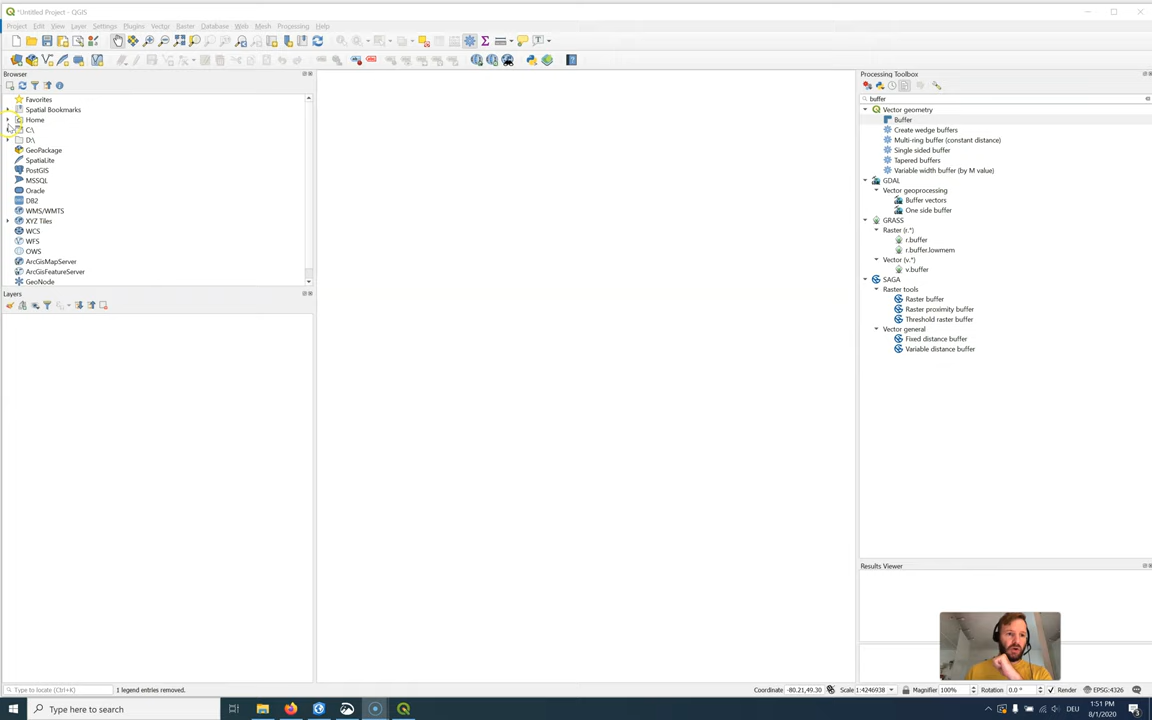 *Untitled Project - QGIS
Project Edit View Layer Settings Plugins Vector Raster Database Web Mesh Processing Help
Browser
Favorites
Spatial Bookmarks
Home
C:\
D:\
GeoPackage
SpatiaLite
PostGIS
MSSQL
Oracle
DB2
WMS/WMTS
XYZ Tiles
WCS
WFS
OWS
ArcGisMapServer
ArcGisFeatureServer
GeoNode
Layers
Processing Toolbox
buffer
Vector geometry
Buffer
Create wedge buffers
Multi-ring buffer (constant distance)
Single sided buffer
Tapered buffers
Variable width buffer (by M value)
GDAL
Vector geoprocessing
Buffer vectors
One side buffer
GRASS
Raster (r.*)
r.buffer
r.buffer.lowmem
Vector (v.*)
v.buffer
SAGA
Raster tools
Raster buffer
Raster proximity buffer
Threshold raster buffer
Vector general
Fixed distance buffer
Variable distance buffer
Results Viewer
Type to locate (Ctrl+K) 1 legend entries removed. Coordinate -80.21,49.30 Scale 1:4246938 Magnifier 100% Rotation 0.0 ° Render EPSG:4326
Type here to search DEU 1:51 PM
8/1/2020